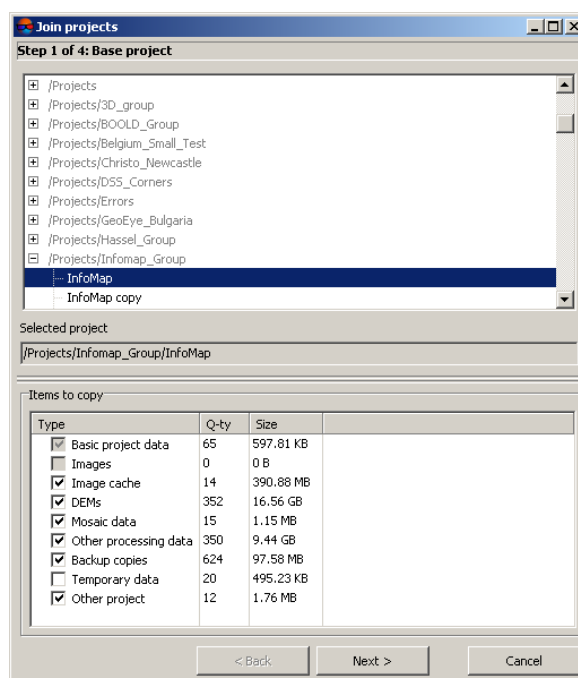 Join projects
Step 1 of 4: Base project
/Projects
/Projects/3D_group
/Projects/BOOLD_Group
/Projects/Belgium_Small_Test
/Projects/Christo_Newcastle
/Projects/DSS_Corners
/Projects/Errors
/Projects/GeoEye_Bulgaria
/Projects/Hassel_Group
/Projects/Infomap_Group
InfoMap
InfoMap copy
Selected project
/Projects/Infomap_Group/InfoMap
Items to copy
Type Q-ty Size
Basic project data 65 597.81 KB
Images 0 0 B
Image cache 14 390.88 MB
DEMs 352 16.56 GB
Mosaic data 15 1.15 MB
Other processing data 350 9.44 GB
Backup copies 624 97.58 MB
Temporary data 20 495.23 KB
Other project 12 1.76 MB
< Back Next > Cancel